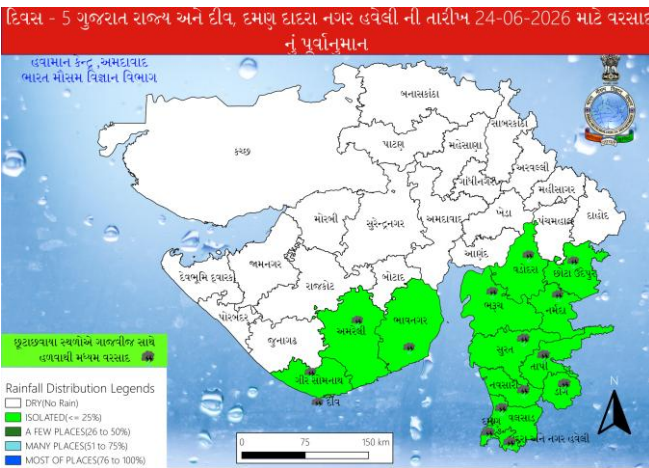 દિવસ - 5 ગુજરાત રાજ્ય અને દીવ, દમણ દાદરા નગર હવેલી ની તારીખ 24-06-2026 માટે વરસાદ
નું પૂર્વાનુમાન
હવામાન કેન્દ્ર ,અમદાવાદ
ભારત મૌસમ વિજ્ઞાન વિભાગ
બનાસકાંઠા
સાબરકાંઠા
પાટણ
મહેસાણા
કચ્છ
અરવલ્લી
ગાંધીનગર
મહીસાગર
મોરબી
સુરેન્દ્રનગર
અમદાવાદ
ખેડા
પંચમહાલ
દાહોદ
આણંદ
જામનગર
દેવભૂમિ દ્વારકા
રાજકોટ
બોટાદ
વડોદરા
છોટા ઉદેપુર
પોરબંદર
જુનાગઢ
અમરેલી
ભાવનગર
ભરૂચ
નર્મદા
ગીર સોમનાથ
દીવ
સુરત
તાપી
નવસારી
ડાંગ
વલસાડ
દમણ
દાદરા અને નગર હવેલી
છૂટાછવાયા સ્થળોએ ગાજવીજ સાથે
હળવાથી મધ્યમ વરસાદ
Rainfall Distribution Legends
DRY(No Rain)
ISOLATED(<= 25%)
A FEW PLACES(26 to 50%)
MANY PLACES(51 to 75%)
MOST OF PLACES(76 to 100%)
0 75 150 km
N